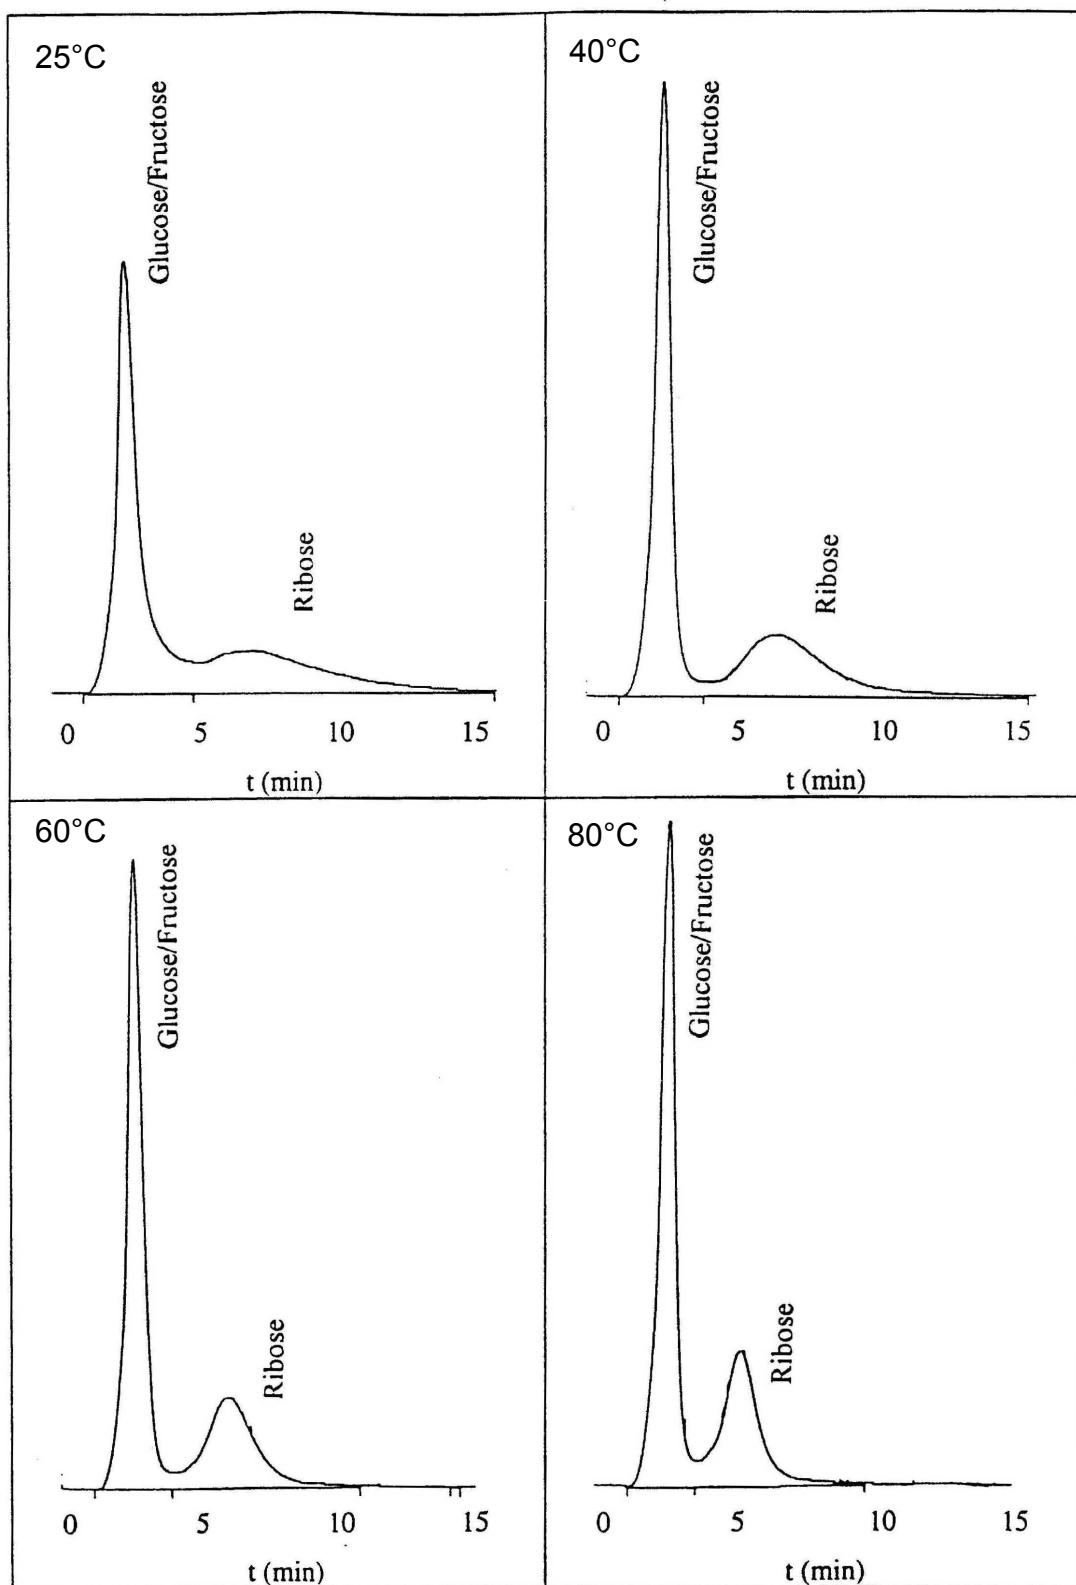 25°C
Glucose/Fructose
Ribose
0 5 10 15
t (min)
40°C
Glucose/Fructose
Ribose
0 5 10 15
t (min)
60°C
Glucose/Fructose
Ribose
0 5 10 15
t (min)
80°C
Glucose/Fructose
Ribose
0 5 10 15
t (min)